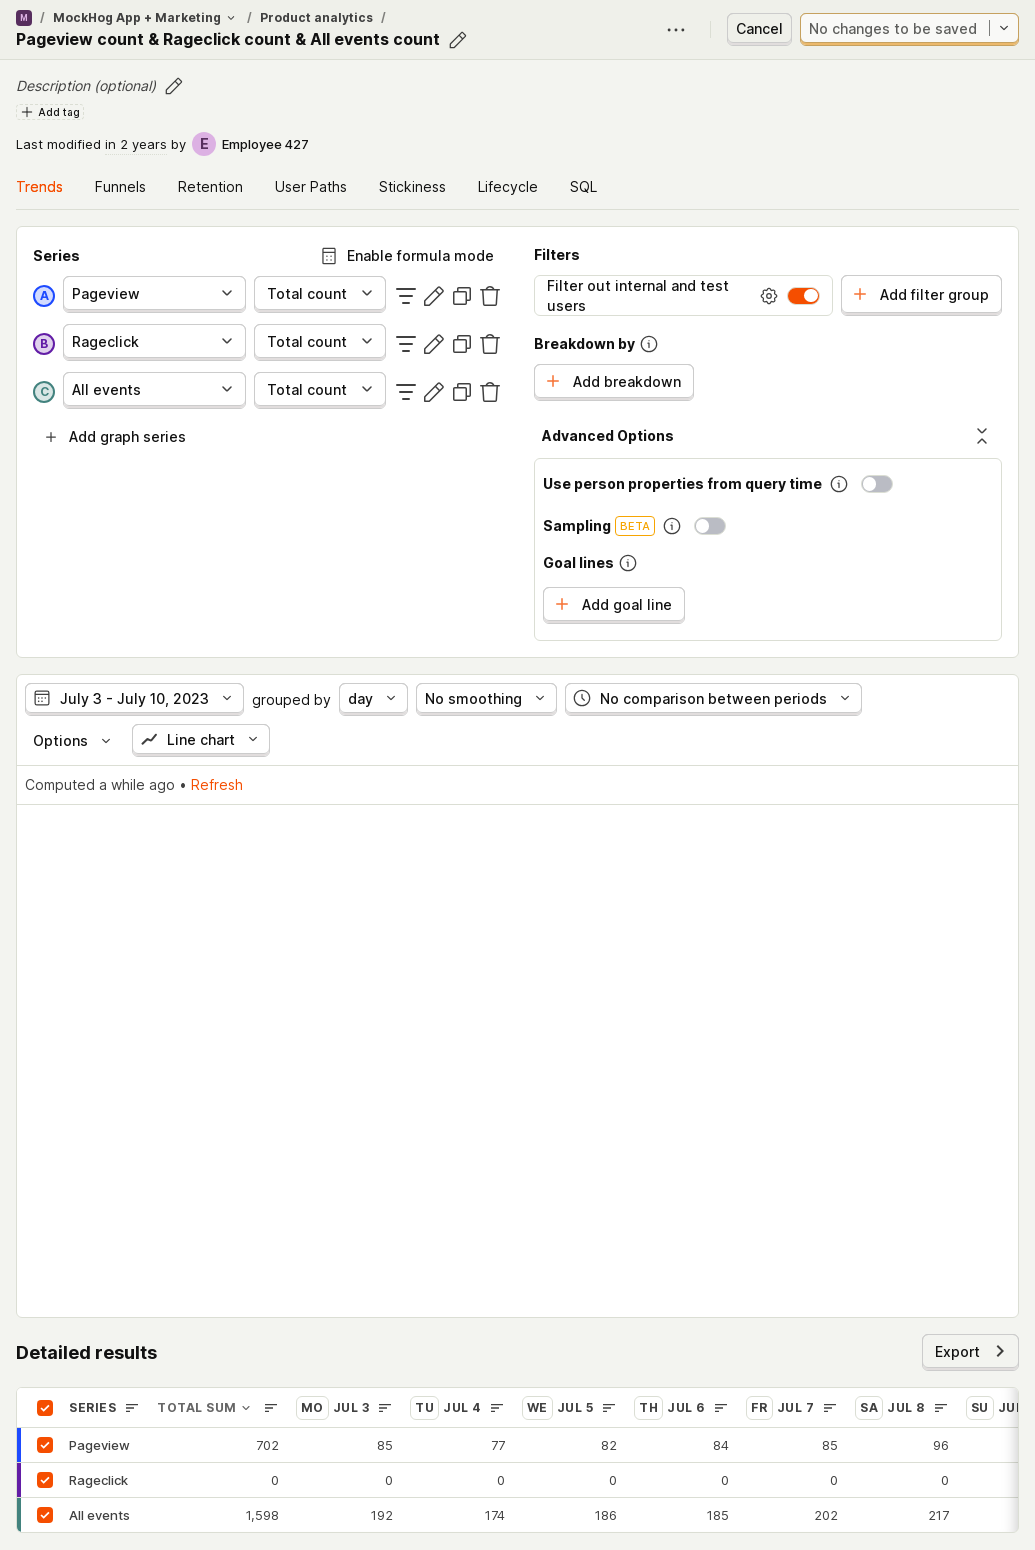 M / MockHog App + Marketing / Product analytics /
Pageview count & Rageclick count & All events count
Cancel
No changes to be saved
Description (optional)
Add tag
Last modified in 2 years by E Employee 427
Trends Funnels Retention User Paths Stickiness Lifecycle SQL
Series
Enable formula mode
A Pageview Total count
B Rageclick Total count
C All events Total count
Add graph series
Filters
Filter out internal and test
users
Add filter group
Breakdown by
Add breakdown
Advanced Options
Use person properties from query time
Sampling BETA
Goal lines
Add goal line
July 3 - July 10, 2023 grouped by day No smoothing No comparison between periods
Options Line chart
Computed a while ago • Refresh
Detailed results
Export
SERIES TOTAL SUM MO JUL 3 TU JUL 4 WE JUL 5 TH JUL 6 FR JUL 7 SA JUL 8 SU
Pageview 702 85 77 82 84 85 96
Rageclick 0 0 0 0 0 0 0
All events 1,598 192 174 186 185 202 217